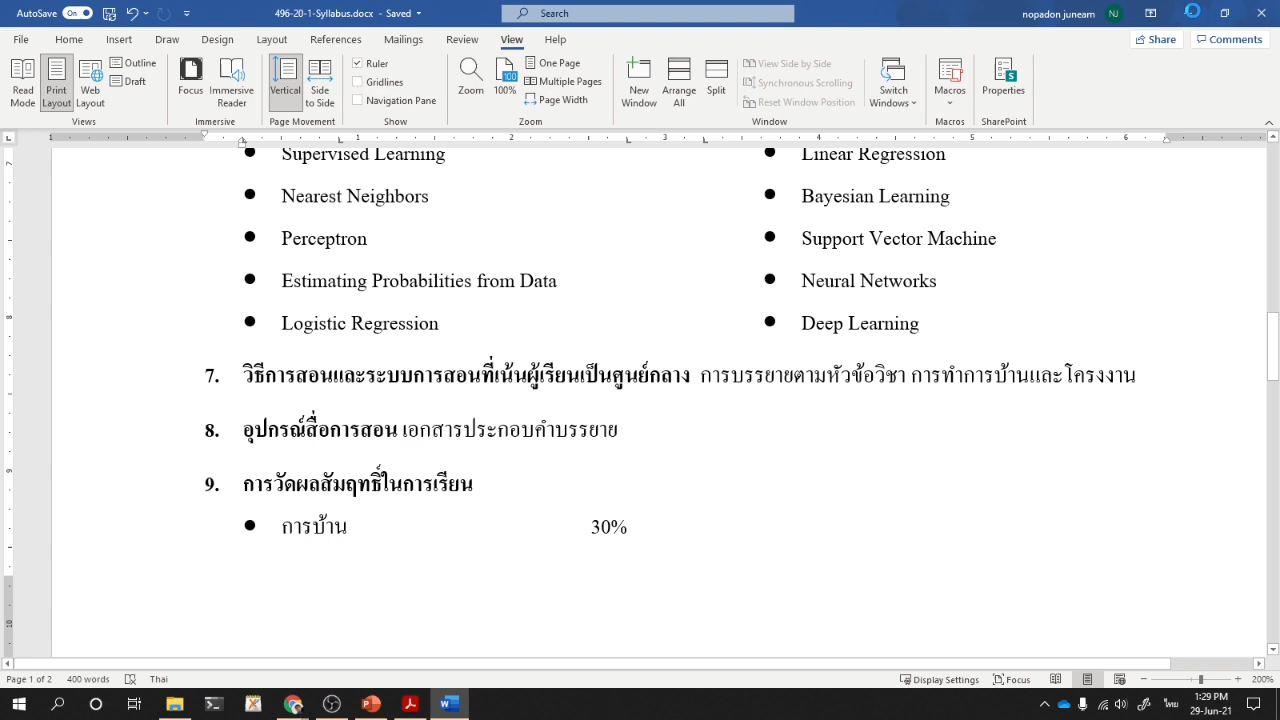 AutoSave On 496-20-1-Syllabus.docx - Saved Search nopadon juneam NJ
File Home Insert Draw Design Layout References Mailings Review View Help Share Comments
Read Mode Print Layout Web Layout Outline Draft Focus Immersive Reader Vertical Side to Side Ruler Gridlines Navigation Pane Zoom 100% One Page Multiple Pages Page Width New Window Arrange All Split View Side by Side Synchronous Scrolling Reset Window Position Switch Windows Macros Properties
Views Immersive Page Movement Show Zoom Window Macros SharePoint
1 1 2 3 4 5 6
Supervised Learning Linear Regression
Nearest Neighbors Bayesian Learning
Perceptron Support Vector Machine
Estimating Probabilities from Data Neural Networks
Logistic Regression Deep Learning
7. วิธีการสอนและระบบการสอนที่เน้นผู้เรียนเป็นศูนย์กลาง การบรรยายตามหัวข้อวิชา การทำการบ้านและโครงงาน
8. อุปกรณ์สื่อการสอน เอกสารประกอบคำบรรยาย
9. การวัดผลสัมฤทธิ์ในการเรียน
การบ้าน 30%
Page 1 of 2 400 words Thai Display Settings Focus 200%
ไทย 1:29 PM
29-Jun-21